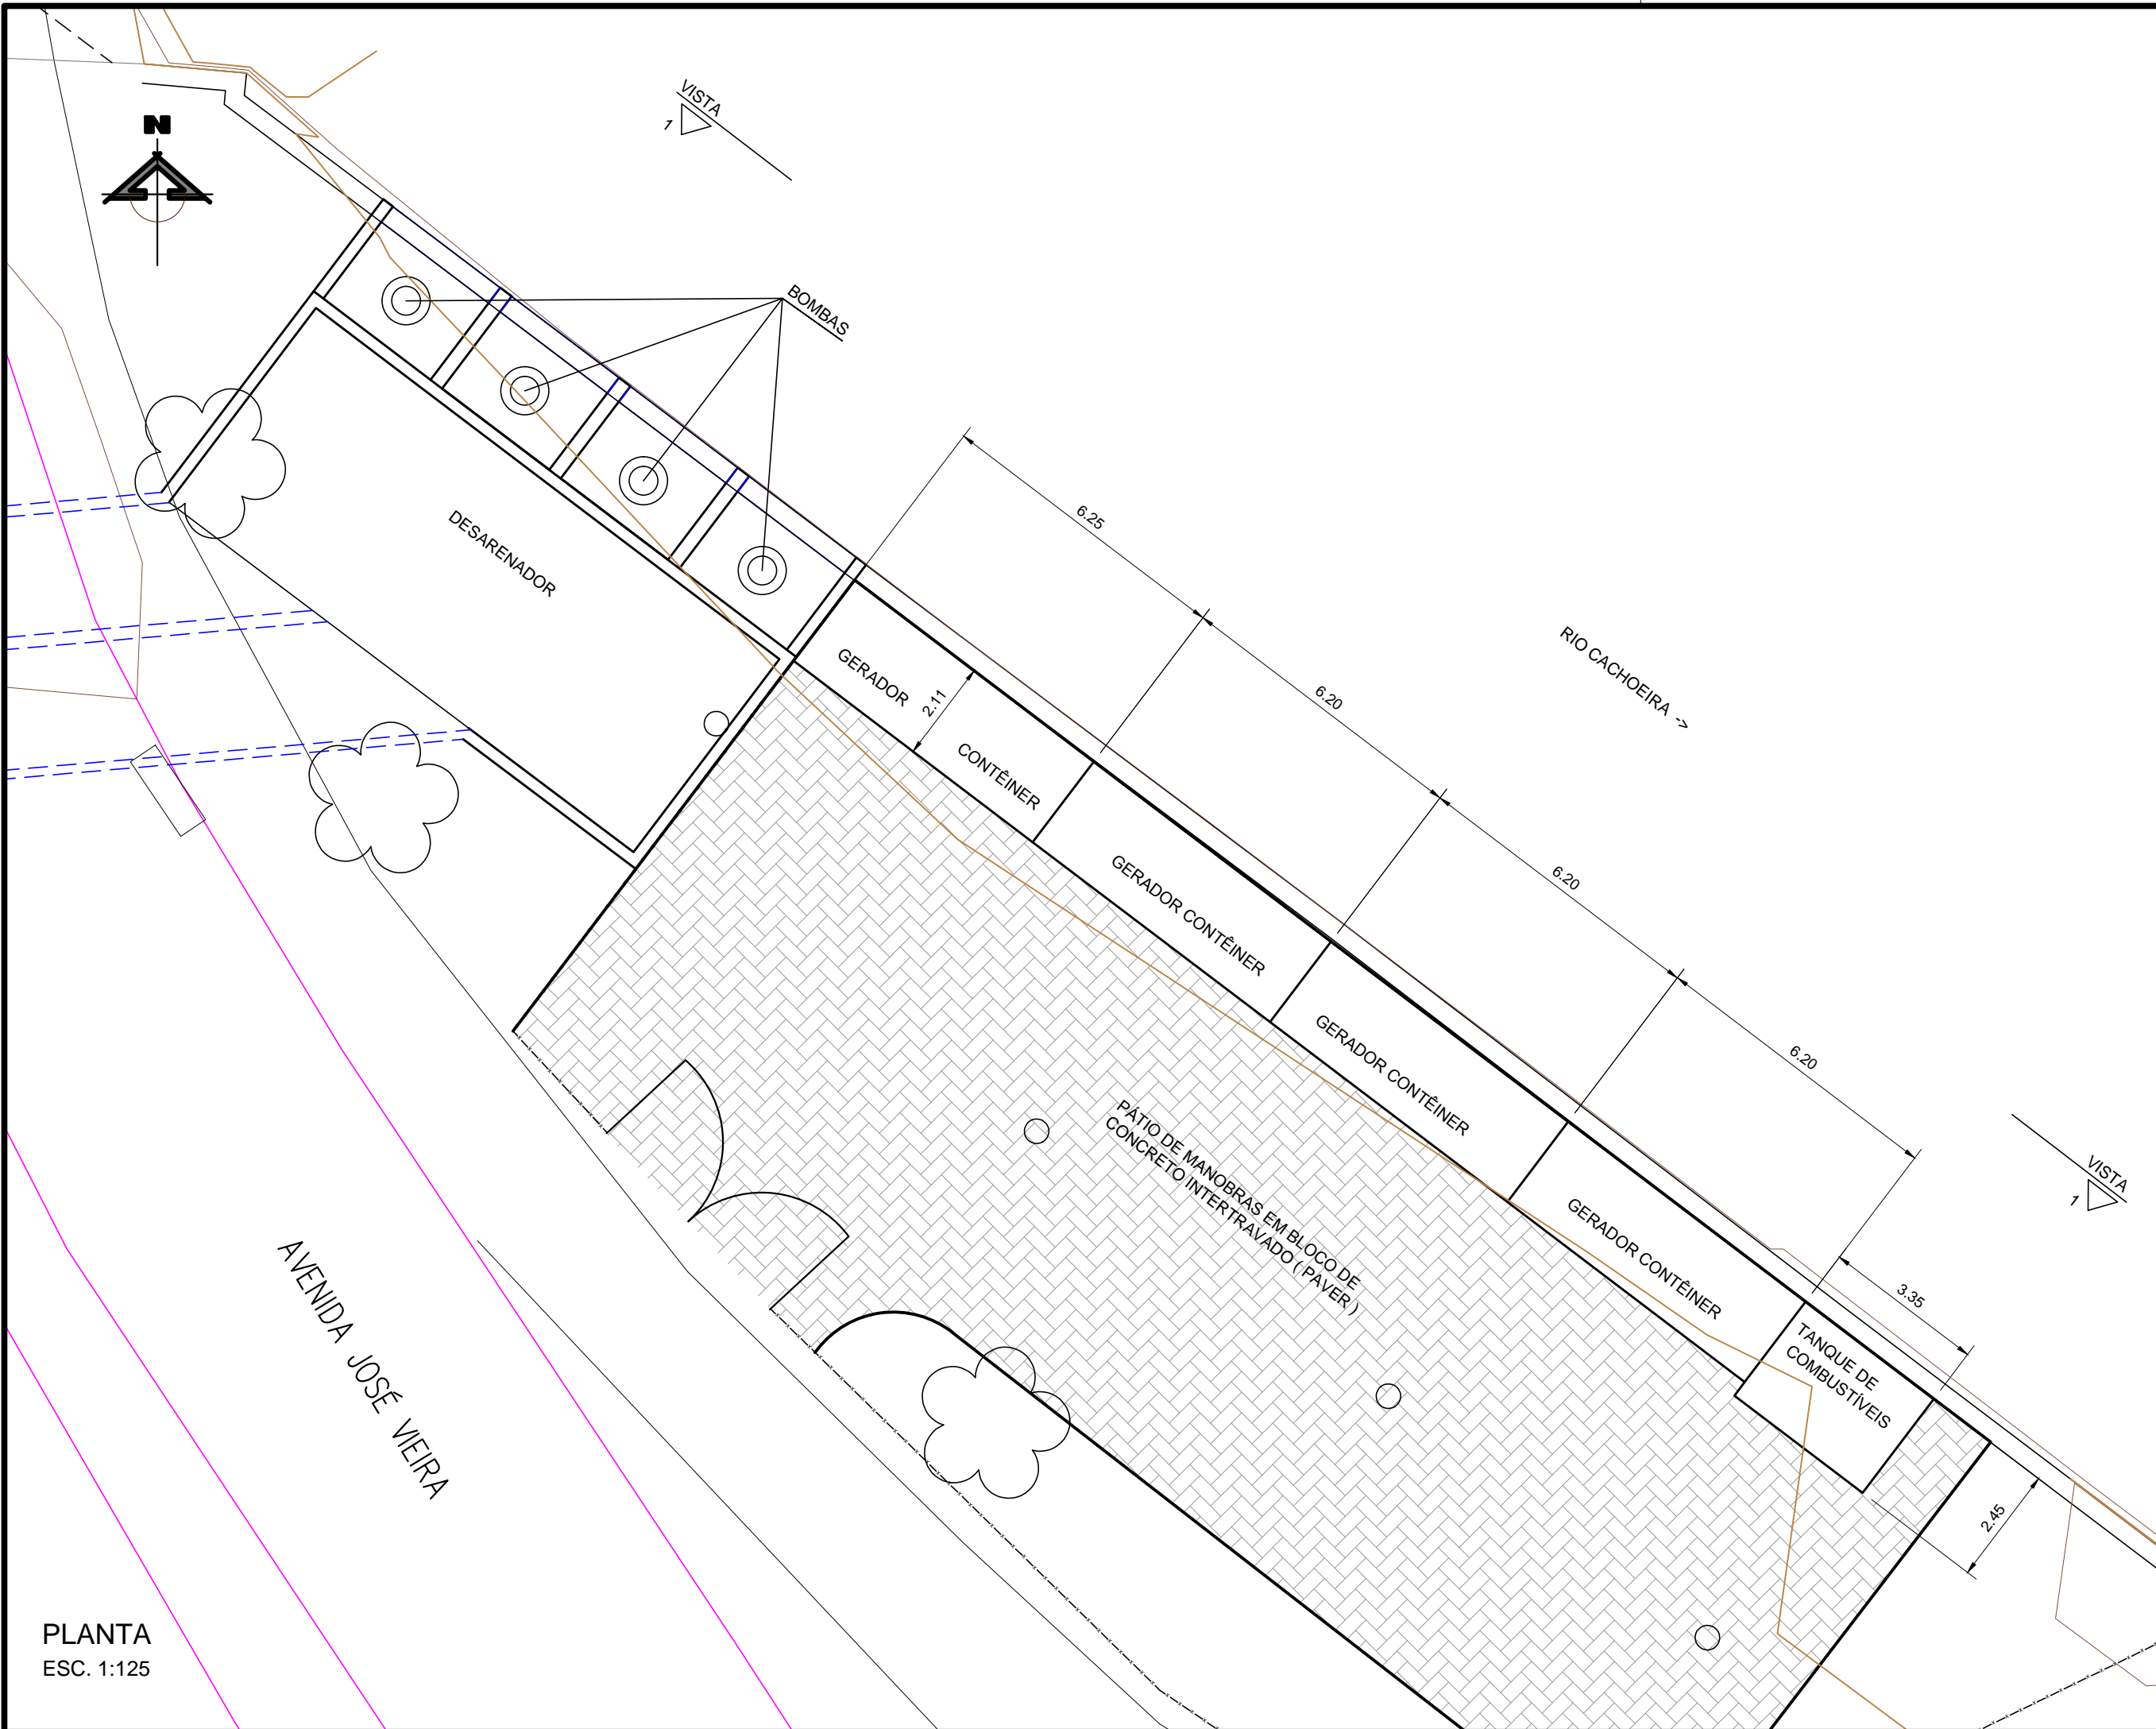 VISTA
1
N
BOMBAS
DESARENADOR
6.25
6.20
6.20
6.20
3.35
2.45
2.11
RIO CACHOEIRA ->
GERADOR
CONTÊINER
GERADOR CONTÊINER
GERADOR CONTÊINER
GERADOR CONTÊINER
TANQUE DE
COMBUSTÍVEIS
PÁTIO DE MANOBRAS EM BLOCO DE
CONCRETO INTERTRAVADO ( PAVER )
VISTA
1
AVENIDA JOSÉ VIEIRA
PLANTA
ESC. 1:125